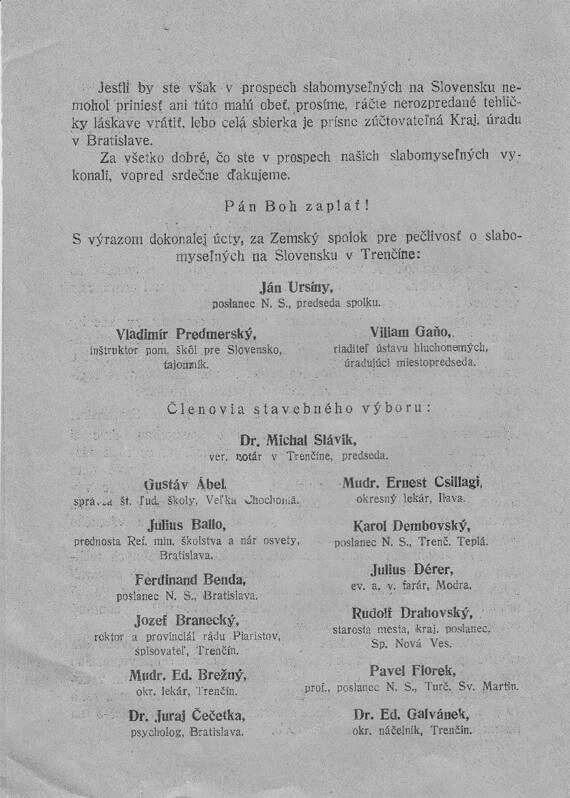 Jestli by ste však v prospech slabomyseľných na Slovensku ne-
mohol priniesť ani túto malú obeť, prosíme, ráčte nerozpredané tehlič-
ky láskave vrátiť, lebo celá sbierka je prísne zúčtovateľná Kraj. úradu
v Bratislave.
Za všetko dobré, čo ste v prospech našich slabomyseľných vy-
konali, vopred srdečne ďakujeme.
Pán Boh zaplať!
S výrazom dokonalej úcty, za Zemský spolok pre pečlivosť o slabo-
myseľných na Slovensku v Trenčíne:
Ján Ursíny,
poslanec N. S., predseda spolku.
Vladimír Predmerský,
inštruktor pom. škôl pre Slovensko,
tajomník.
Viliam Gaňo,
riaditeľ ústavu hluchonemých,
úradujúci miestopredseda.
Členovia stavebného výboru:
Dr. Michal Slávik,
ver. notár v Trenčíne, predseda.
Gustáv Ábel,
správca št. ľud. školy, Veľká Chocholná.
Julius Ballo,
prednosta Ref. min. školstva a nár osvety,
Bratislava.
Ferdinand Benda,
poslanec N. S., Bratislava.
Jozef Branecký,
rektor a provinciál rádu Piaristov,
spisovateľ, Trenčín.
Mudr. Ed. Brežný,
okr. lekár, Trenčín.
Dr. Juraj Čečetka,
psycholog, Bratislava.
Mudr. Ernest Csillagi,
okresný lekár, Ilava.
Karol Dembovský,
poslanec N. S., Trenč. Teplá.
Julius Dérer,
ev. a. v. farár, Modra.
Rudolf Drahovský,
starosta mesta, kraj. poslanec,
Sp. Nová Ves.
Pavel Florek,
prof., poslanec N. S., Turč. Sv. Martin.
Dr. Ed. Galvánek,
okr. náčelník, Trenčín.